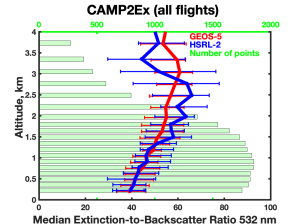 CAMP2Ex (all flights)
0 500 1000 1500 2000
GEOS-5
HSRL-2
Number of points
Altitude, km
4
3.5
3
2.5
2
1.5
1
0.5
0
0 20 40 60 80 100
Median Extinction-to-Backscatter Ratio 532 nm